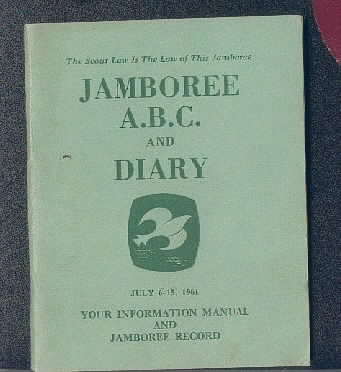 The Scout Law Is The Law of This Jamboree
JAMBOREE
A.B.C.
AND
DIARY
JULY 6-15, 1961
YOUR INFORMATION MANUAL
AND
JAMBOREE RECORD